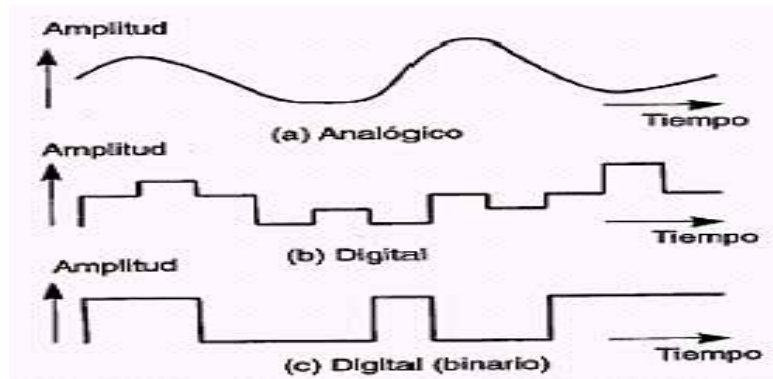 Amplitud
Tiempo
(a) Analógico
Amplitud
Tiempo
(b) Digital
Amplitud
Tiempo
(c) Digital (binario)